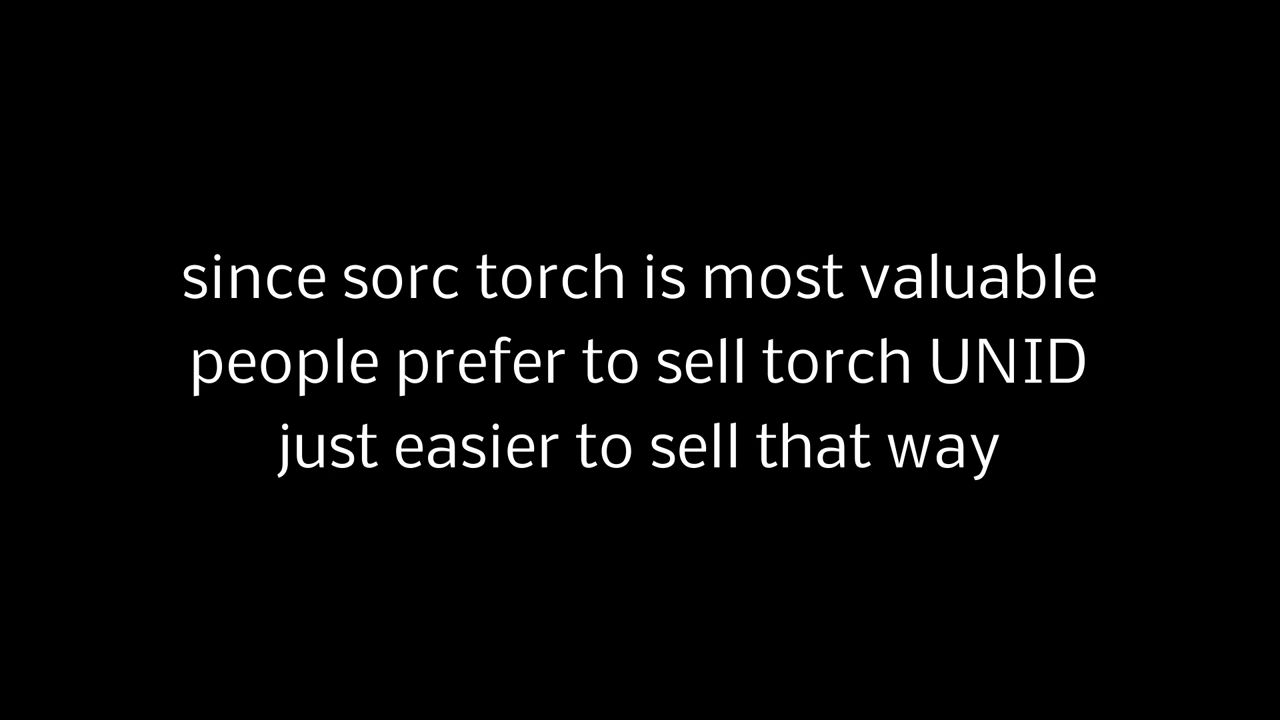 since sorc torch is most valuable
people prefer to sell torch UNID
just easier to sell that way